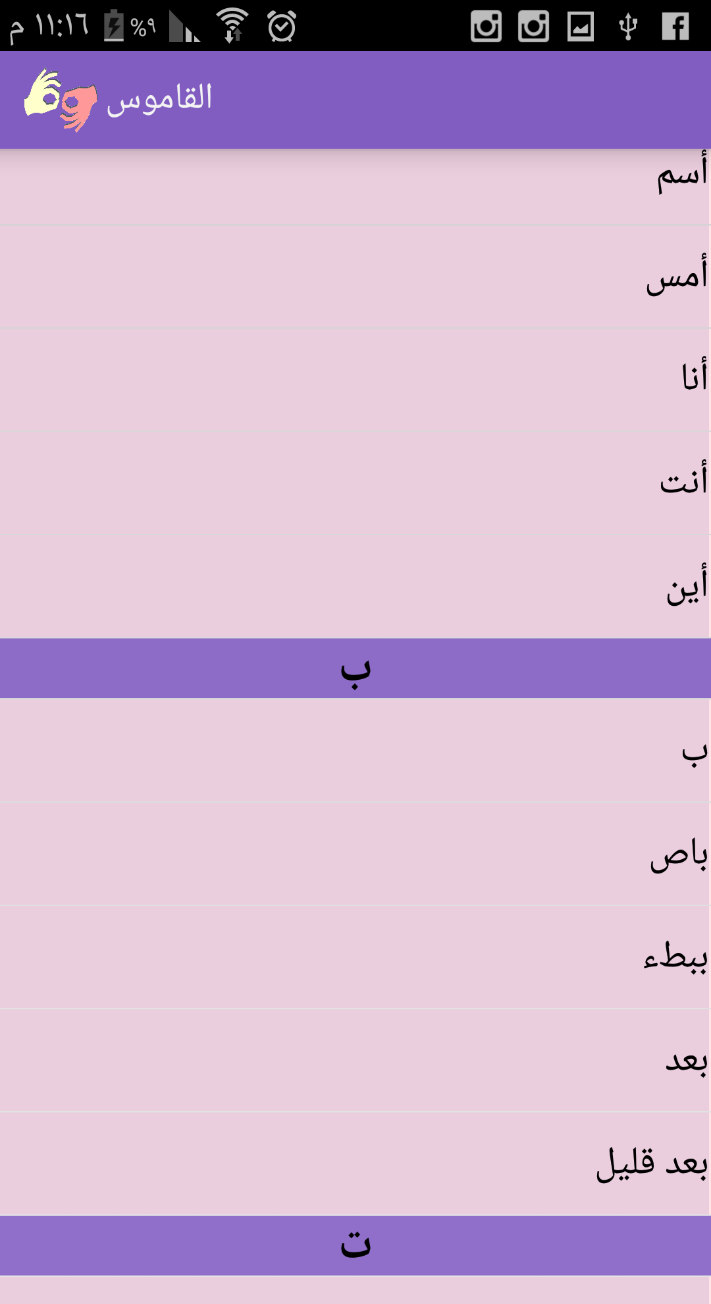 ١١:١٦ م %٩
القاموس
أسم
أمس
أنا
أنت
أين
ب
ب
باص
ببطء
بعد
بعد قليل
ت